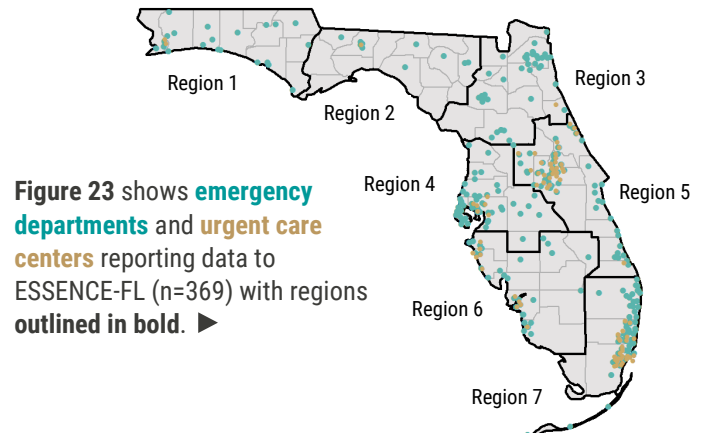 Region 1
Region 2
Region 3
Region 4
Region 5
Figure 23 shows emergency
departments and urgent care
centers reporting data to
ESSENCE-FL (n=369) with regions
outlined in bold. ►
Region 6
Region 7